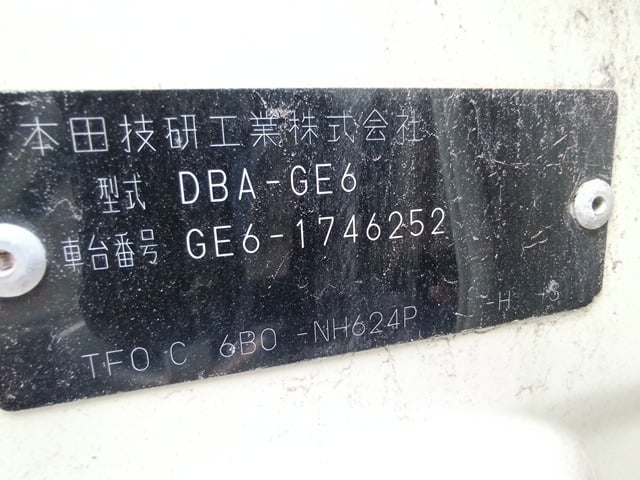 本田技研工業株式会社
型式 DBA-GE6
車台番号 GE6-1746252
TF0 C 6B0 -NH624P - -H -S